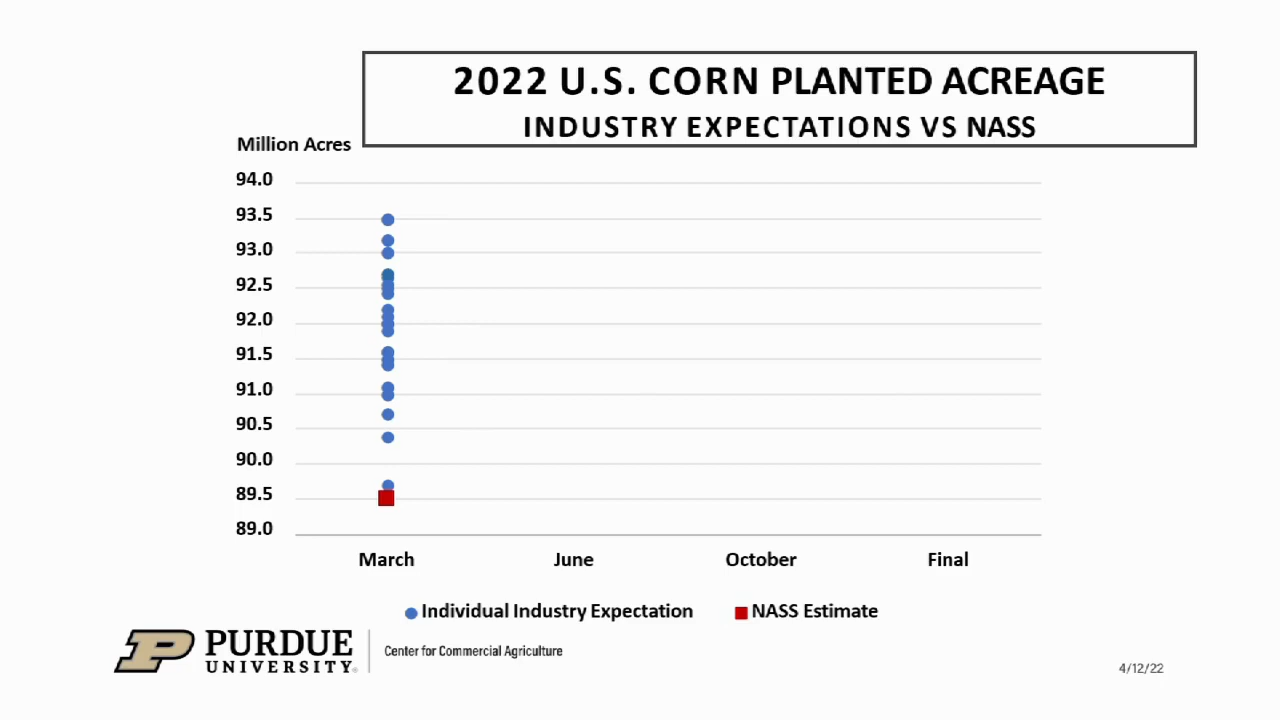 2022 U.S. CORN PLANTED ACREAGE
INDUSTRY EXPECTATIONS VS NASS
Million Acres
94.0
93.5
93.0
92.5
92.0
91.5
91.0
90.5
90.0
89.5
89.0
March June October Final
Individual Industry Expectation NASS Estimate
PURDUE
UNIVERSITY®
Center for Commercial Agriculture
4/12/22